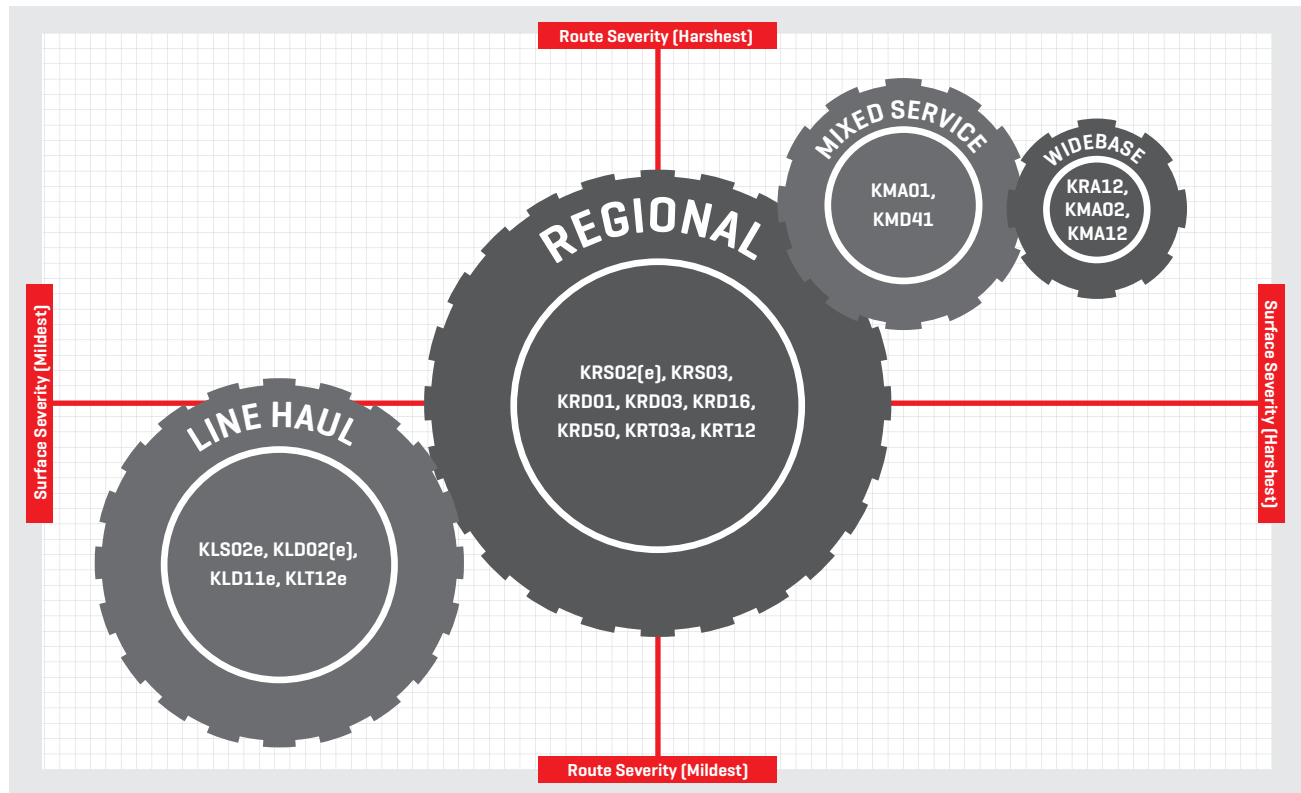 Route Severity (Harshest)
MIXED SERVICE
KMA01,
KMD41
WIDEBASE
KRA12,
KMA02,
KMA12
REGIONAL
KRS02(e), KRS03,
KRD01, KRD03, KRD16,
KRD50, KRT03a, KRT12
Surface Severity (Mildest)
Surface Severity (Harshest)
LINE HAUL
KLS02e, KLD02(e),
KLD11e, KLT12e
Route Severity (Mildest)